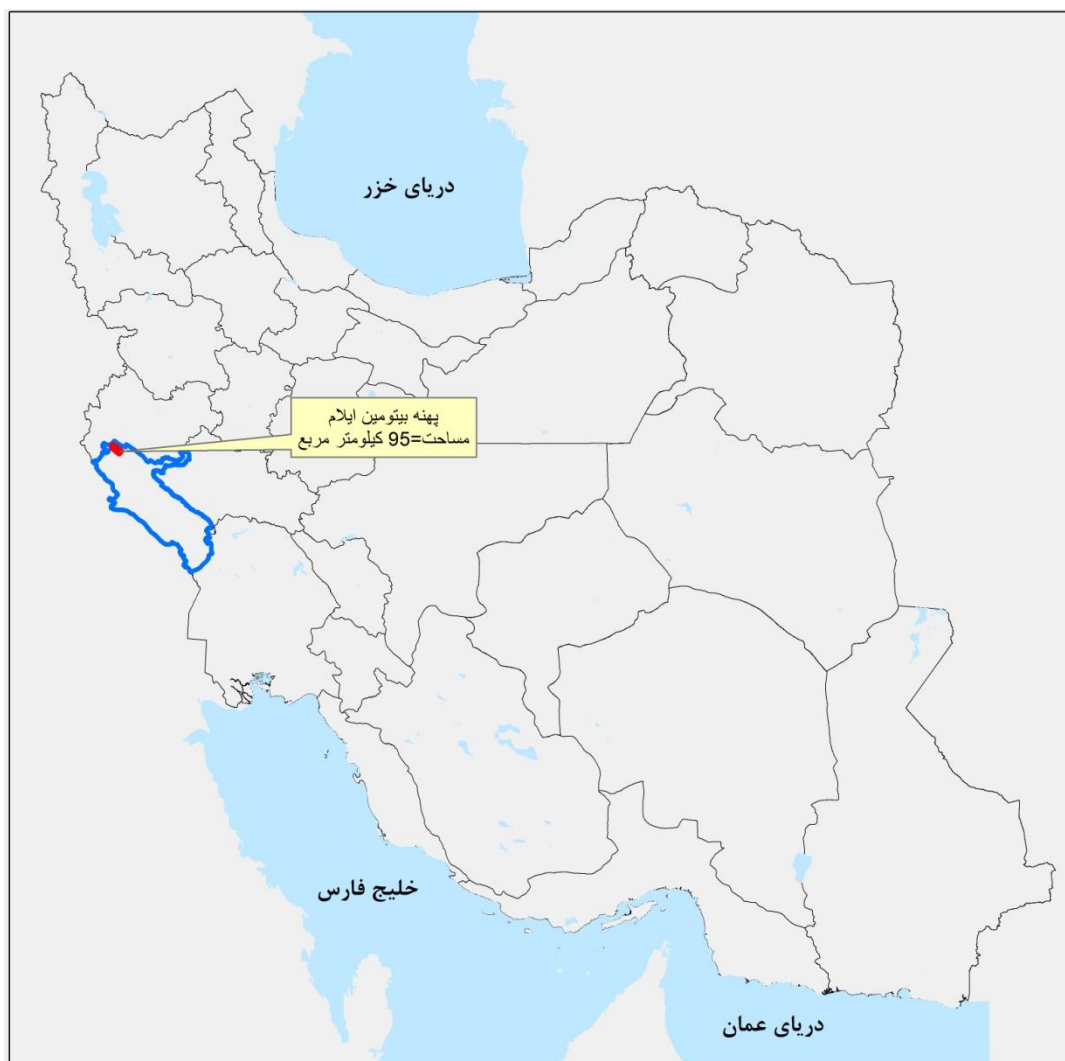 دریای خزر
پهنه بیتومین ایلام
مساحت=95 کیلومتر مربع
خلیج فارس
دریای عمان